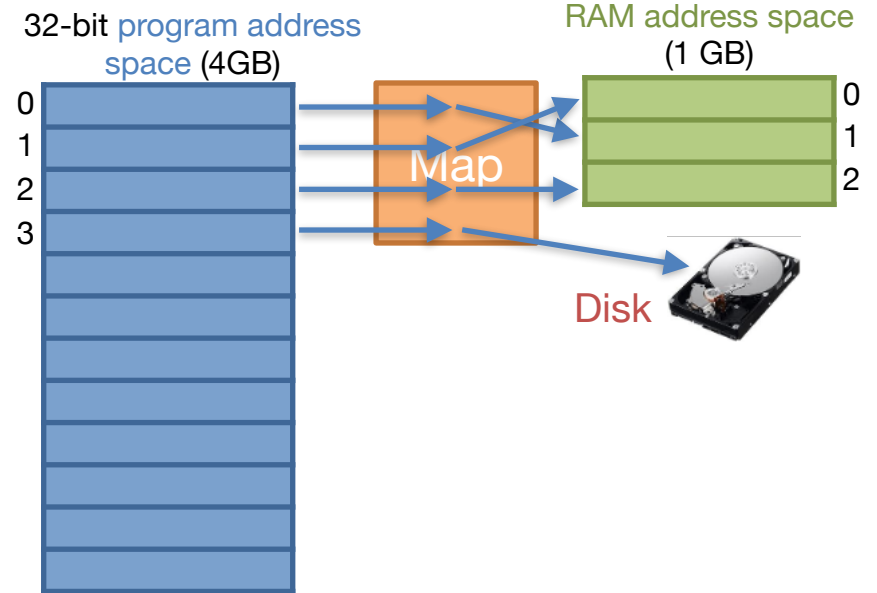 32-bit program address
space (4GB)
0
1
2
3
Map
RAM address space
(1 GB)
0
1
2
Disk